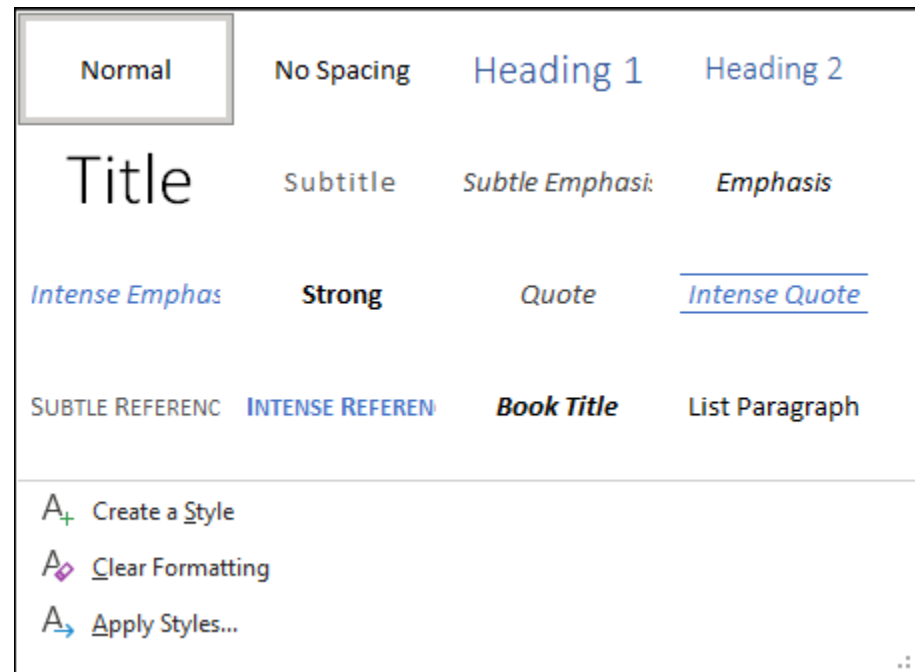 Normal No Spacing Heading 1 Heading 2
Title Subtitle Subtle Emphasis Emphasis
Intense Emphas Strong Quote Intense Quote
SUBTLE REFERENC INTENSE REFEREN Book Title List Paragraph
Create a Style
Clear Formatting
Apply Styles...